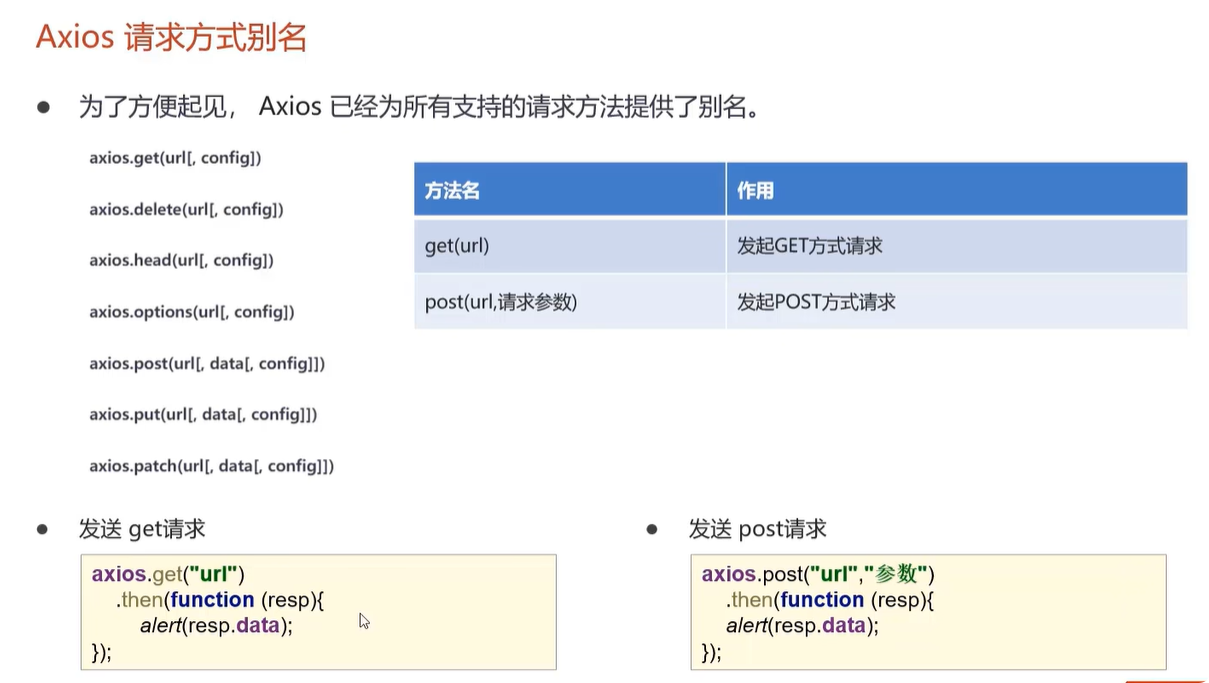 Axios 请求方式别名
为了方便起见， Axios 已经为所有支持的请求方法提供了别名。
axios.get(url[, config])
axios.delete(url[, config])
axios.head(url[, config])
axios.options(url[, config])
axios.post(url[, data[, config]])
axios.put(url[, data[, config]])
axios.patch(url[, data[, config]])
方法名 作用
get(url) 发起GET方式请求
post(url,请求参数) 发起POST方式请求
发送 get请求
axios.get("url")
.then(function (resp){
alert(resp.data);
});
发送 post请求
axios.post("url","参数")
.then(function (resp){
alert(resp.data);
});